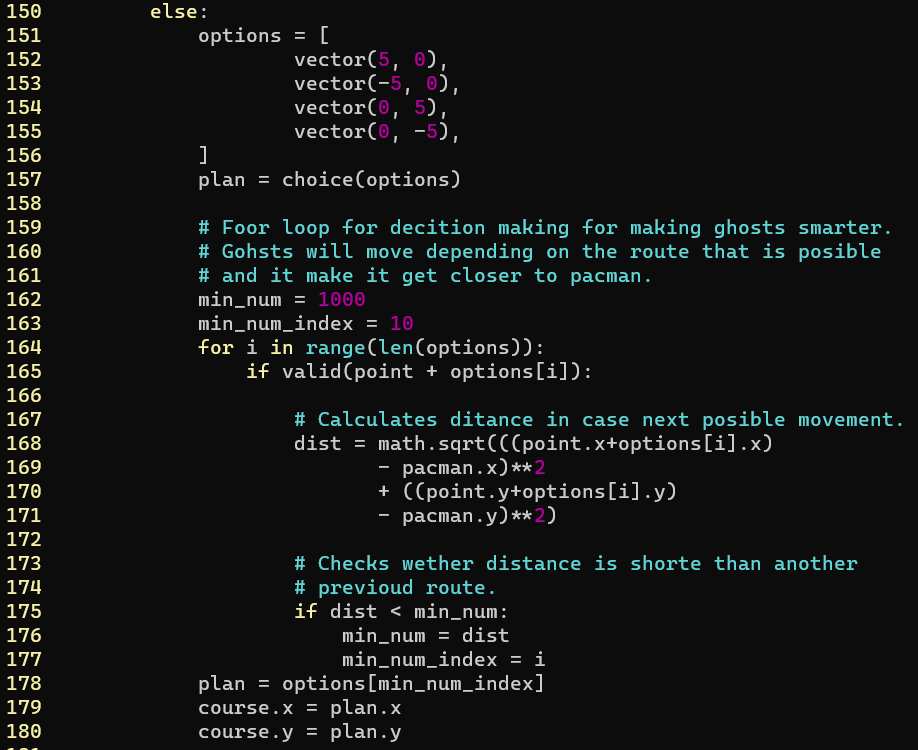 150         else:
151             options = [
152                     vector(5, 0),
153                     vector(-5, 0),
154                     vector(0, 5),
155                     vector(0, -5),
156             ]
157             plan = choice(options)
158
159             # Foor loop for decition making for making ghosts smarter.
160             # Gohsts will move depending on the route that is posible
161             # and it make it get closer to pacman.
162             min_num = 1000
163             min_num_index = 10
164             for i in range(len(options)):
165                 if valid(point + options[i]):
166
167                     # Calculates ditance in case next posible movement.
168                     dist = math.sqrt(((point.x+options[i].x)
169                            - pacman.x)**2
170                            + ((point.y+options[i].y)
171                            - pacman.y)**2)
172
173                     # Checks wether distance is shorte than another
174                     # previoud route.
175                     if dist < min_num:
176                         min_num = dist
177                         min_num_index = i
178             plan = options[min_num_index]
179             course.x = plan.x
180             course.y = plan.y